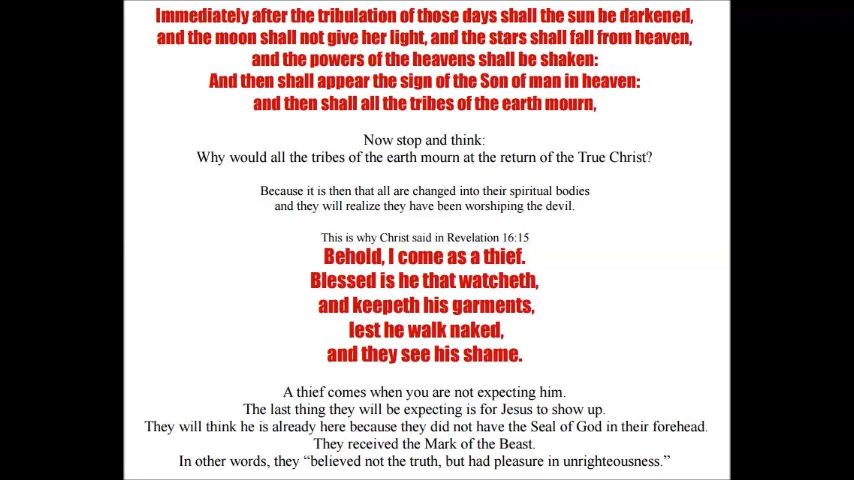 Immediately after the tribulation of those days shall the sun be darkened,
and the moon shall not give her light, and the stars shall fall from heaven,
and the powers of the heavens shall be shaken:
And then shall appear the sign of the Son of man in heaven:
and then shall all the tribes of the earth mourn,
Now stop and think:
Why would all the tribes of the earth mourn at the return of the True Christ?
Because it is then that all are changed into their spiritual bodies
and they will realize they have been worshiping the devil.
This is why Christ said in Revelation 16:15
Behold, I come as a thief.
Blessed is he that watcheth,
and keepeth his garments,
lest he walk naked,
and they see his shame.
A thief comes when you are not expecting him.
The last thing they will be expecting is for Jesus to show up.
They will think he is already here because they did not have the Seal of God in their forehead.
They received the Mark of the Beast.
In other words, they “believed not the truth, but had pleasure in unrighteousness.”